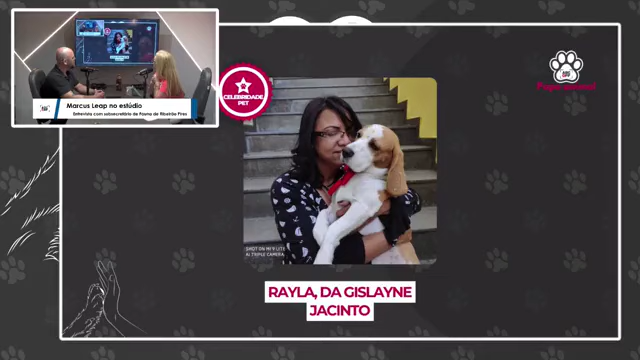 Marcus Leap no estúdio
Entrevista com subsecretário de Fauna de Ribeirão Pires
CELEBRIDADE
PET
SHOT ON MI 9 LITE
AI TRIPLE CAMERA
RAYLA, DA GISLAYNE
JACINTO